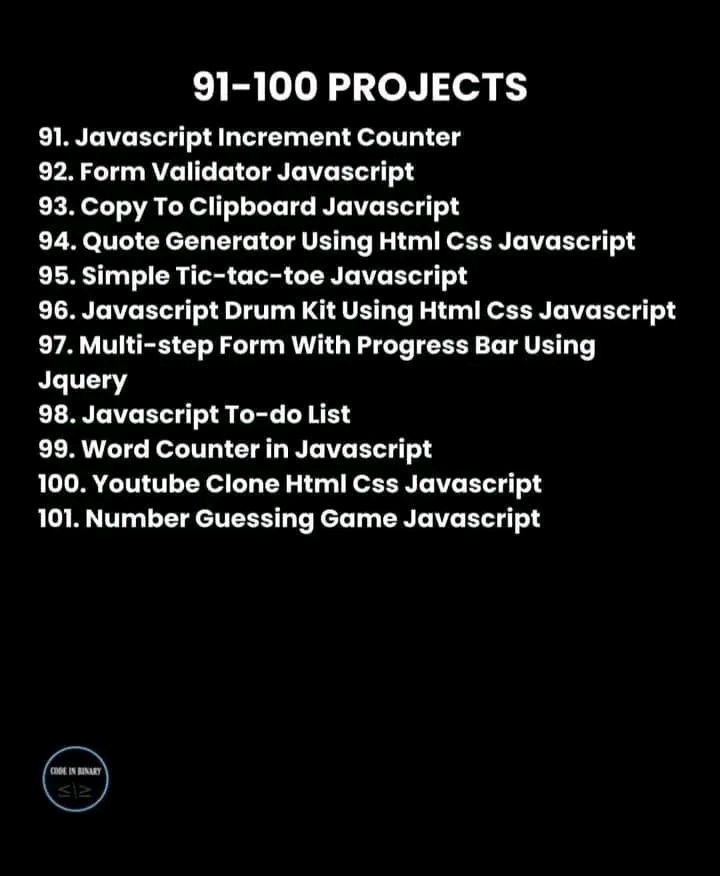 91-100 PROJECTS
91. Javascript Increment Counter
92. Form Validator Javascript
93. Copy To Clipboard Javascript
94. Quote Generator Using Html Css Javascript
95. Simple Tic-tac-toe Javascript
96. Javascript Drum Kit Using Html Css Javascript
97. Multi-step Form With Progress Bar Using
Jquery
98. Javascript To-do List
99. Word Counter in Javascript
100. Youtube Clone Html Css Javascript
101. Number Guessing Game Javascript
CODE IN BINARY
≤\≥